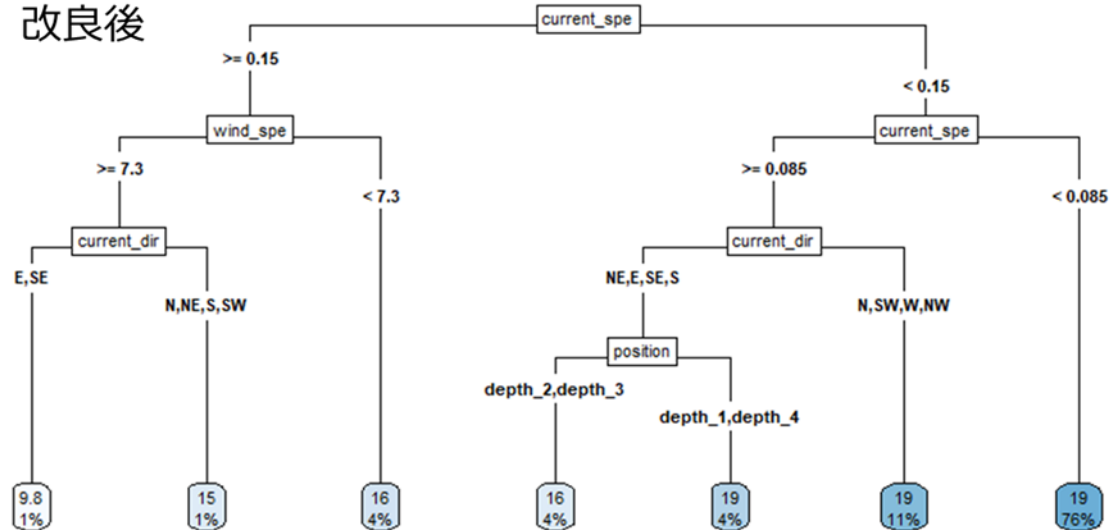 改良後
current_spe
>= 0.15
< 0.15
wind_spe
current_spe
>= 7.3
< 7.3
>= 0.085
< 0.085
current_dir
current_dir
E,SE
N,NE,S,SW
NE,E,SE,S
N,SW,W,NW
position
depth_2,depth_3
depth_1,depth_4
9.8
1%
15
1%
16
4%
16
4%
19
4%
19
11%
19
76%